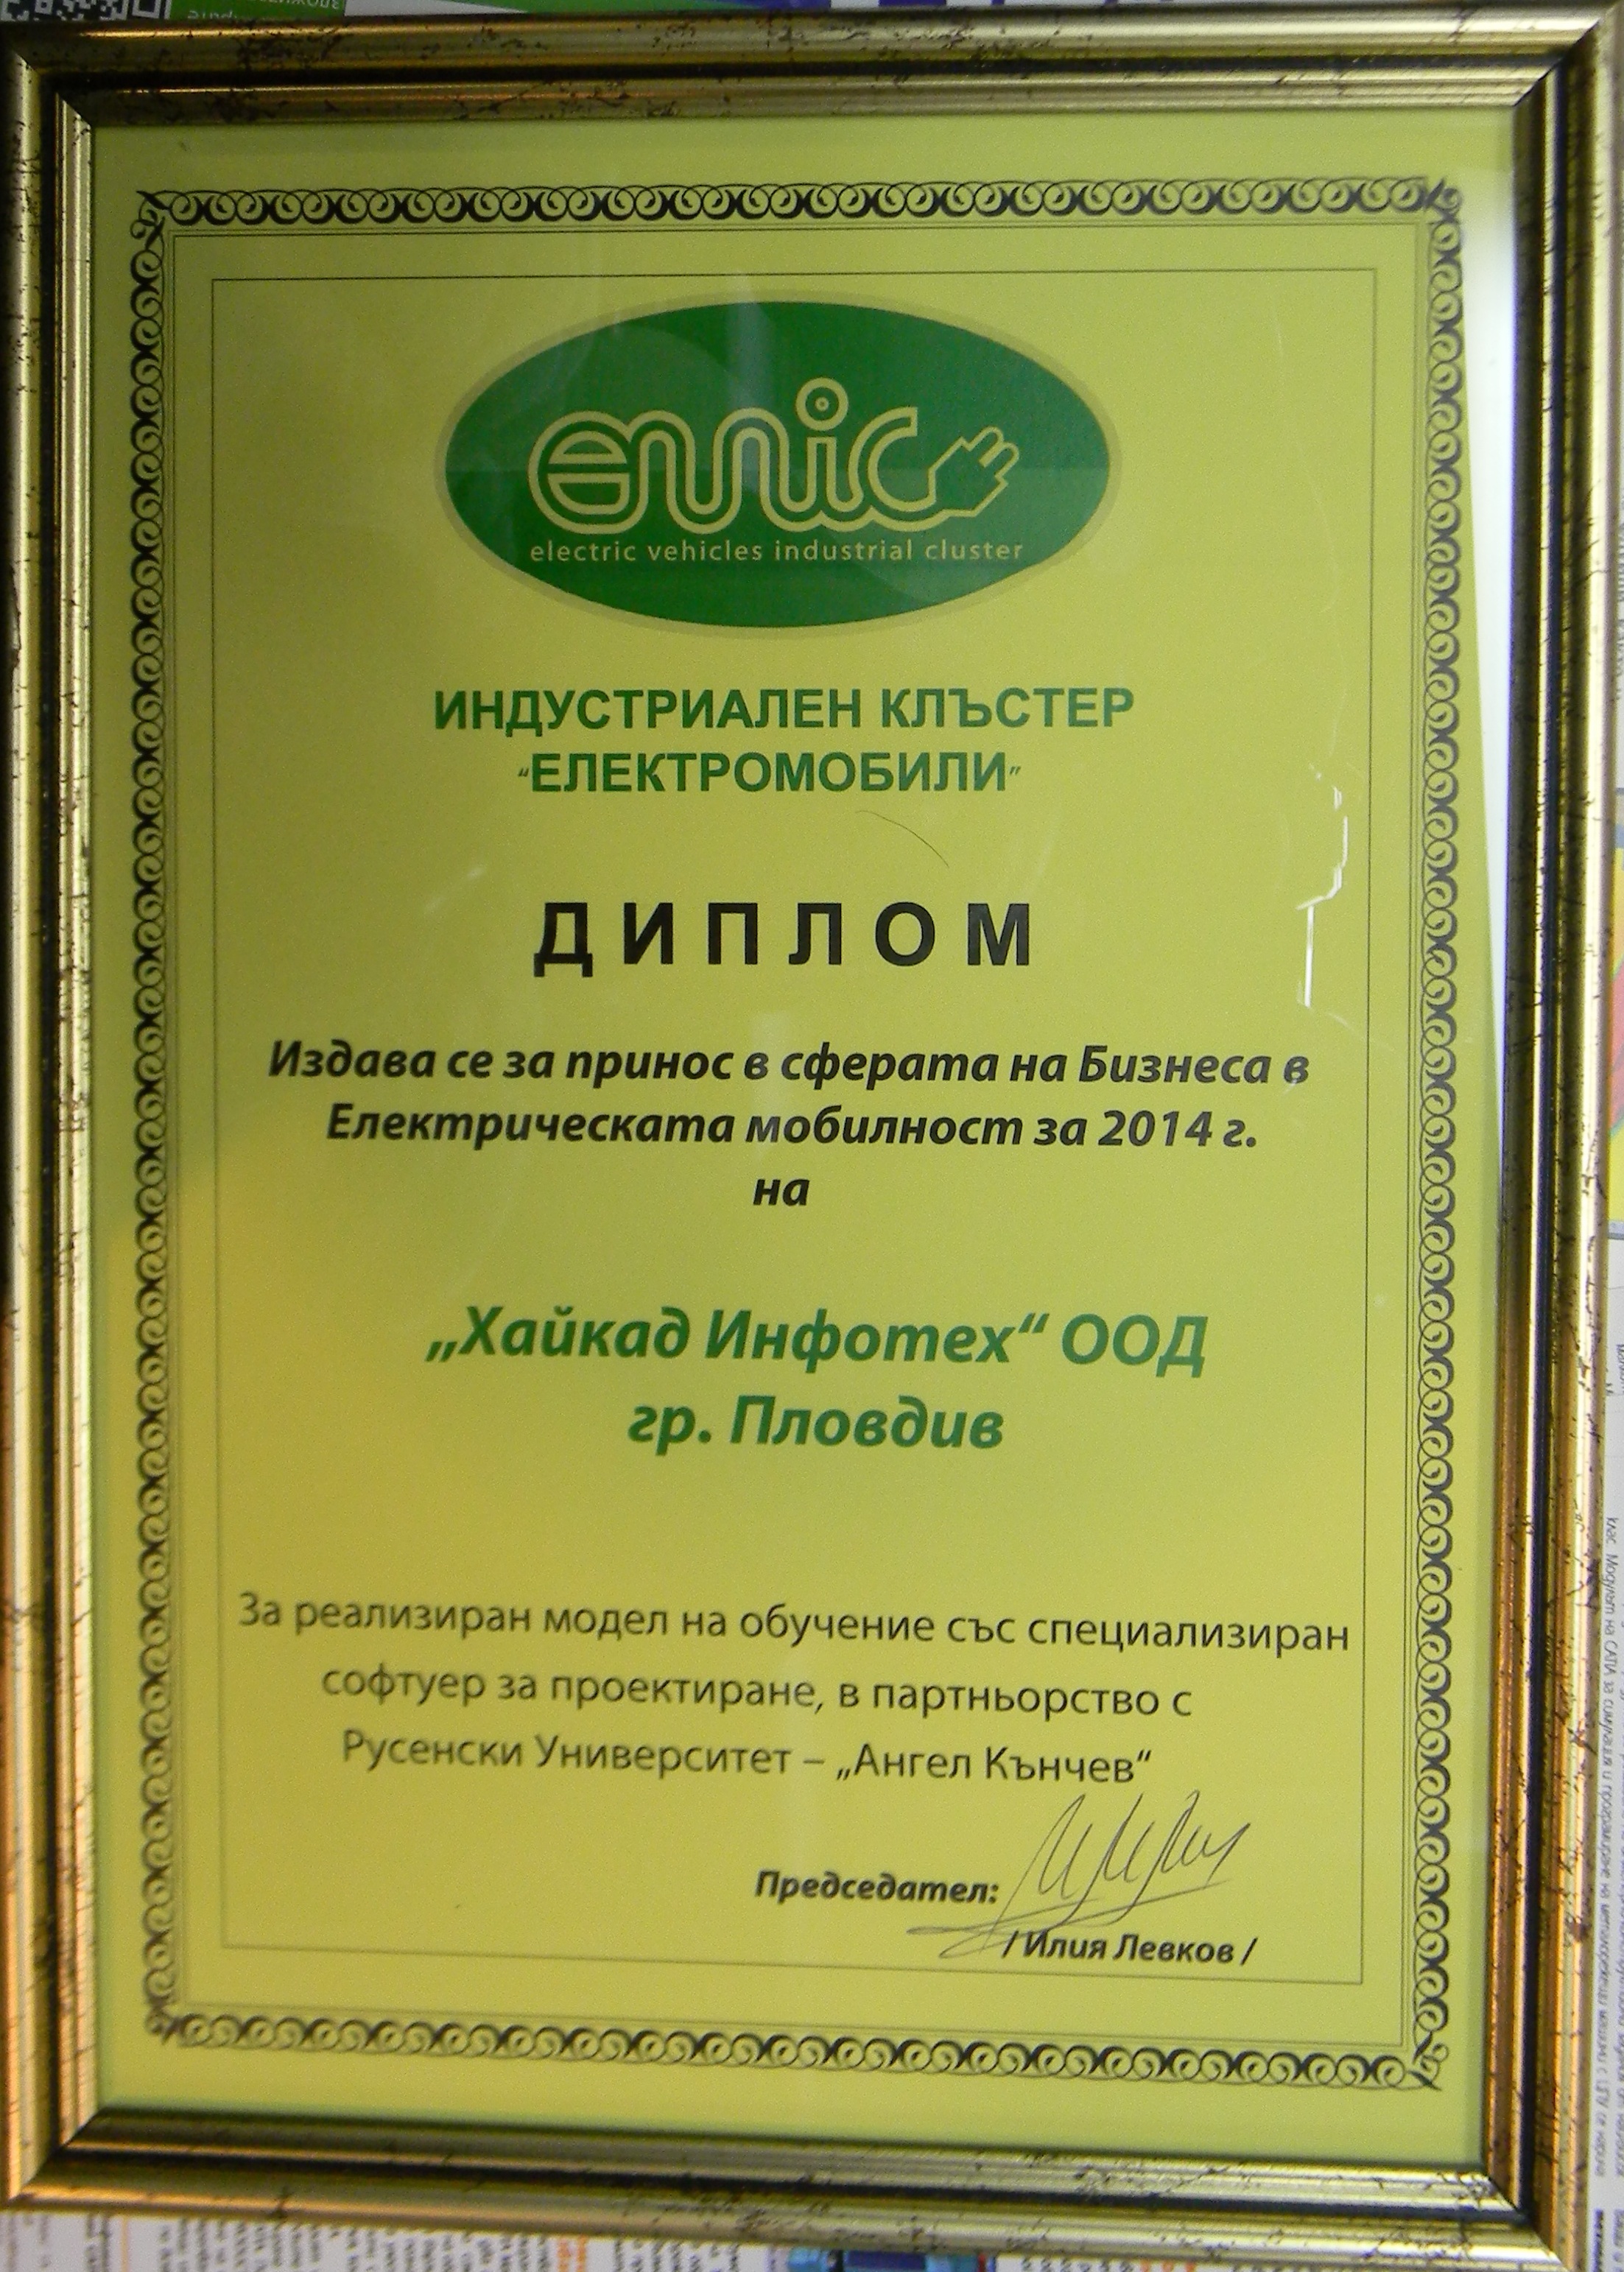 емic
electric vehicles industrial cluster
ИНДУСТРИАЛЕН КЛЪСТЕР
“ЕЛЕКТРОМОБИЛИ”
ДИПЛОМ
Издава се за принос в сферата на Бизнеса в
Електрическата мобилност за 2014 г.
на
„Хайкад Инфотех“ ООД
гр. Пловдив
За реализиран модел на обучение със специализиран
софтуер за проектиране, в партньорство с
Русенски Университет – „Ангел Кънчев“
Председател:
/ Илия Левков /